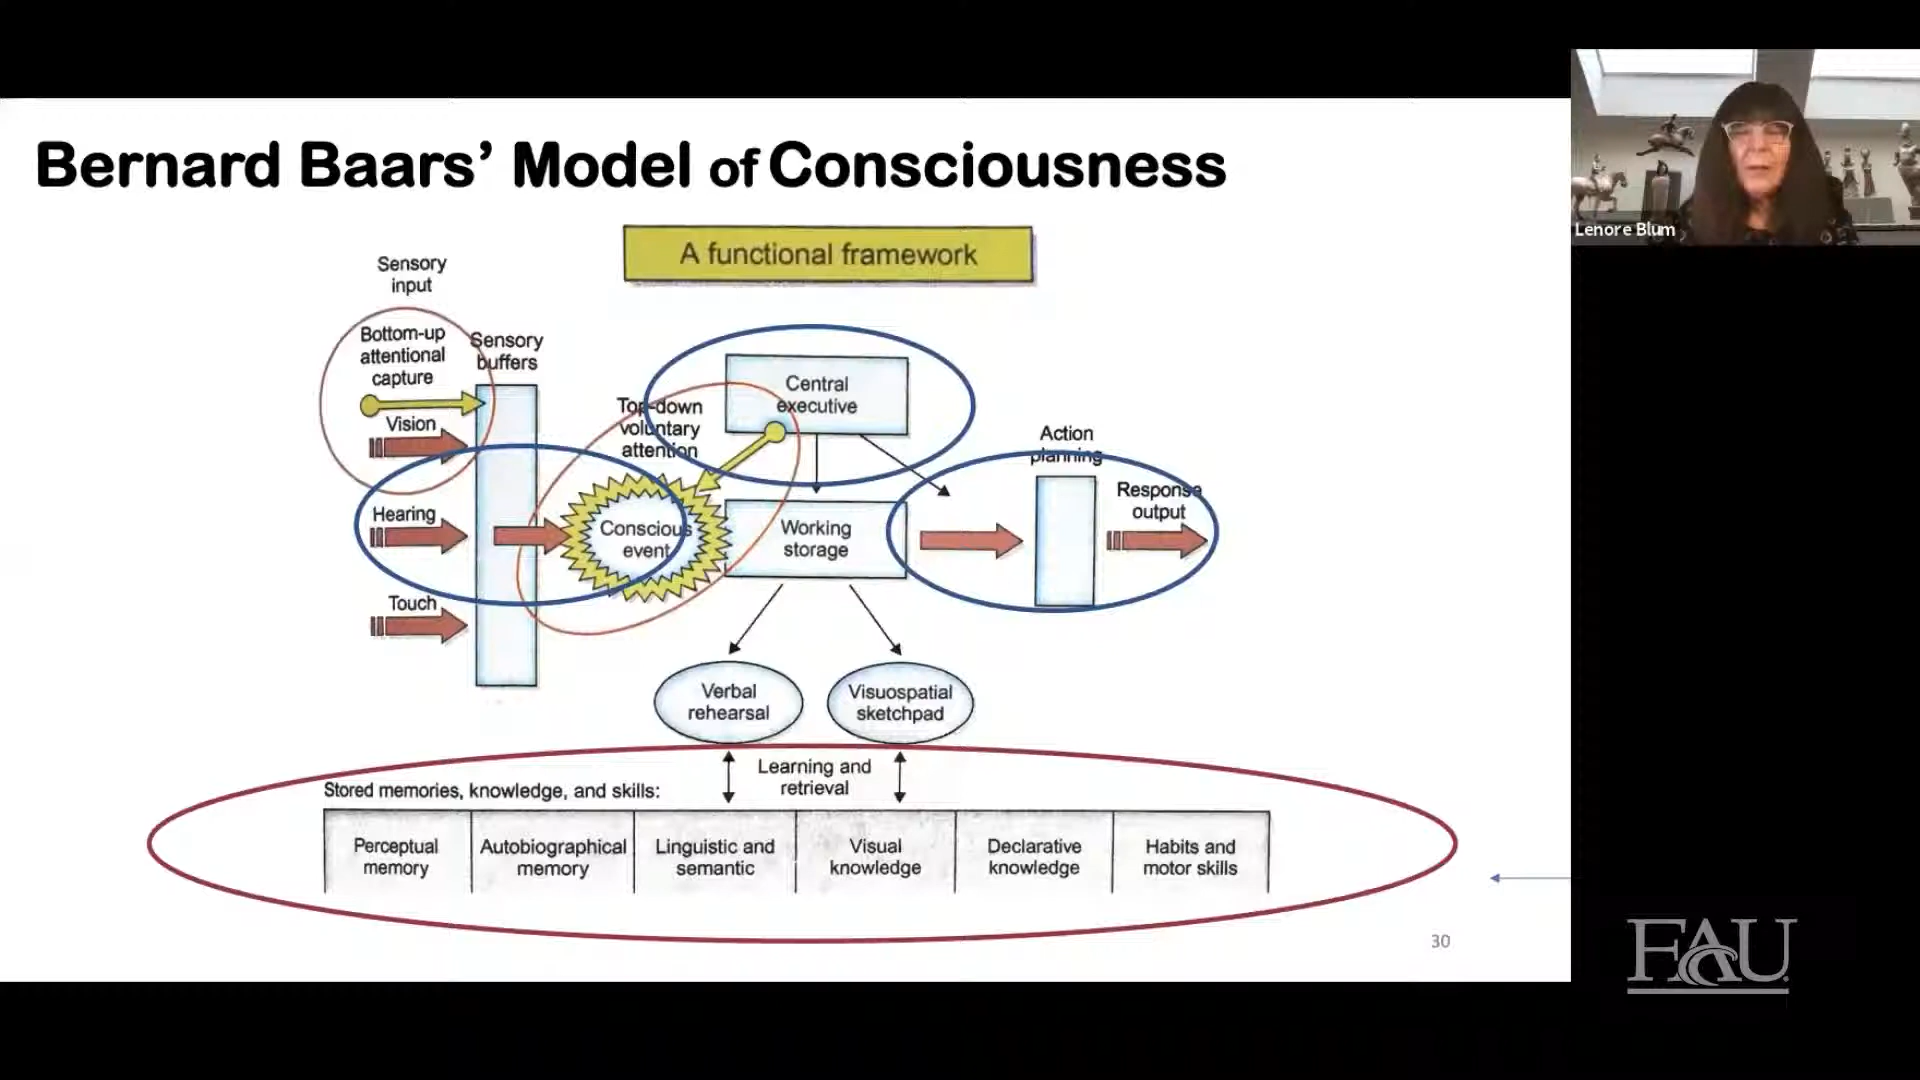 Bernard Baars’ Model of Consciousness
A functional framework
Sensory
input
Bottom-up
attentional
capture
Sensory
buffers
Vision
Hearing
Touch
Top-down
voluntary
attention
Central
executive
Conscious
event
Working
storage
Action
planning
Response
output
Verbal
rehearsal
Visuospatial
sketchpad
Learning and
retrieval
Stored memories, knowledge, and skills:
Perceptual
memory
Autobiographical
memory
Linguistic and
semantic
Visual
knowledge
Declarative
knowledge
Habits and
motor skills
30
Lenore Blum
FAU